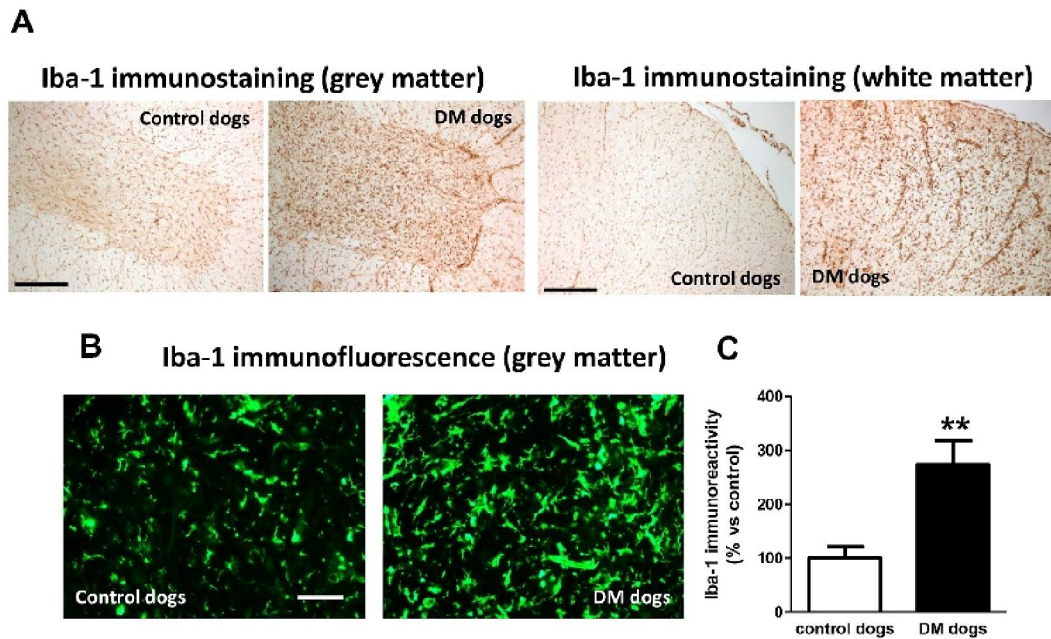 A
Iba-1 immunostaining (grey matter)
Iba-1 immunostaining (white matter)
Control dogs
DM dogs
Control dogs
DM dogs
B
Iba-1 immunofluorescence (grey matter)
Control dogs
DM dogs
C
Iba-1 immunoreactivity
(% vs control)
400
300
200
100
0
**
control dogs
DM dogs